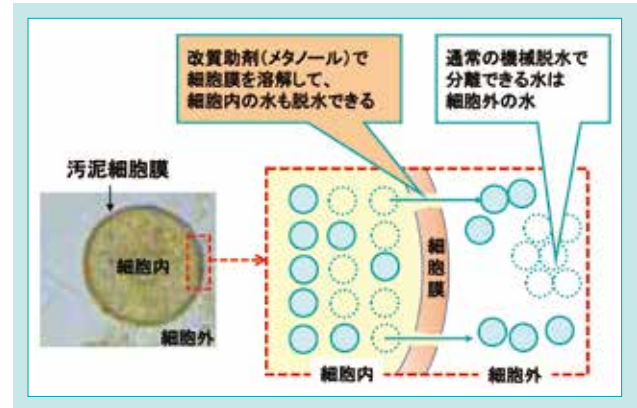 改質助剤(メタノール)で
細胞膜を溶解して、
細胞内の水も脱水できる
通常の機械脱水で
分離できる水は
細胞外の水
汚泥細胞膜
細胞内
細胞外
細胞膜
細胞内
細胞外